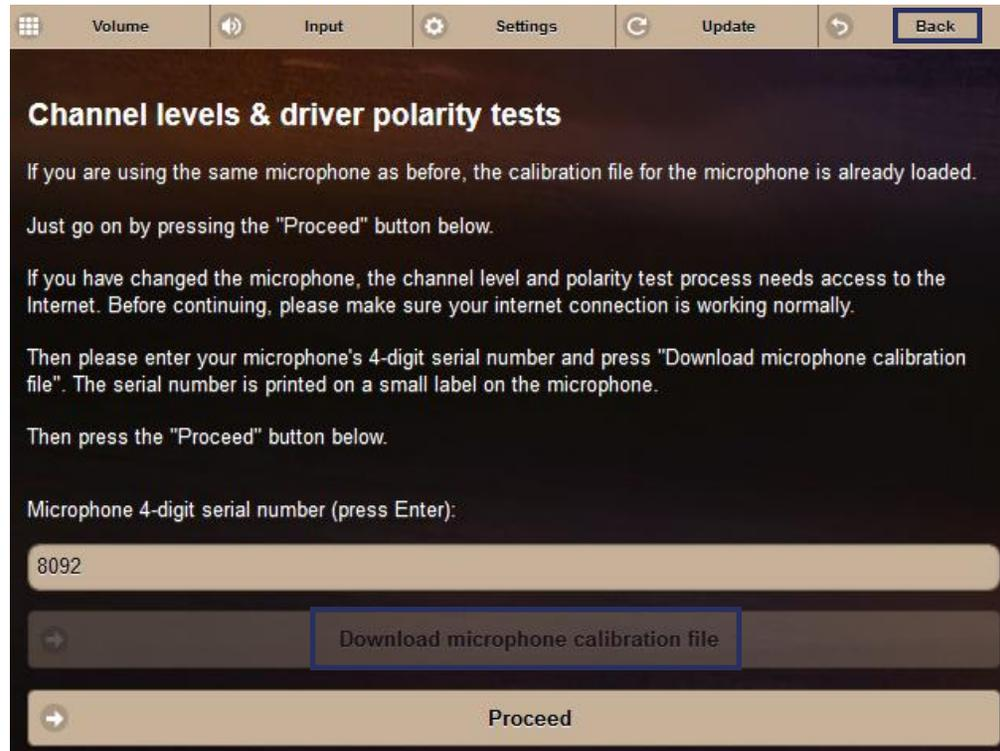 Volume Input Settings Update Back
Channel levels & driver polarity tests
If you are using the same microphone as before, the calibration file for the microphone is already loaded.
Just go on by pressing the "Proceed" button below.
If you have changed the microphone, the channel level and polarity test process needs access to the
Internet. Before continuing, please make sure your internet connection is working normally.
Then please enter your microphone's 4-digit serial number and press "Download microphone calibration
file". The serial number is printed on a small label on the microphone.
Then press the "Proceed" button below.
Microphone 4-digit serial number (press Enter):
8092
Download microphone calibration file
Proceed